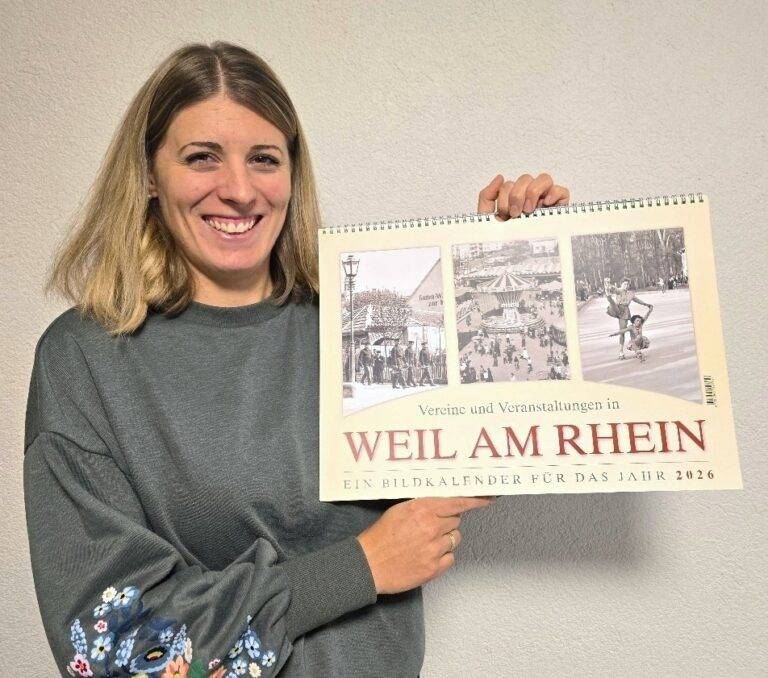 Vereine und Veranstaltungen in
WEIL AM RHEIN
EIN BILDKALENDER FÜR DAS JAHR 2026